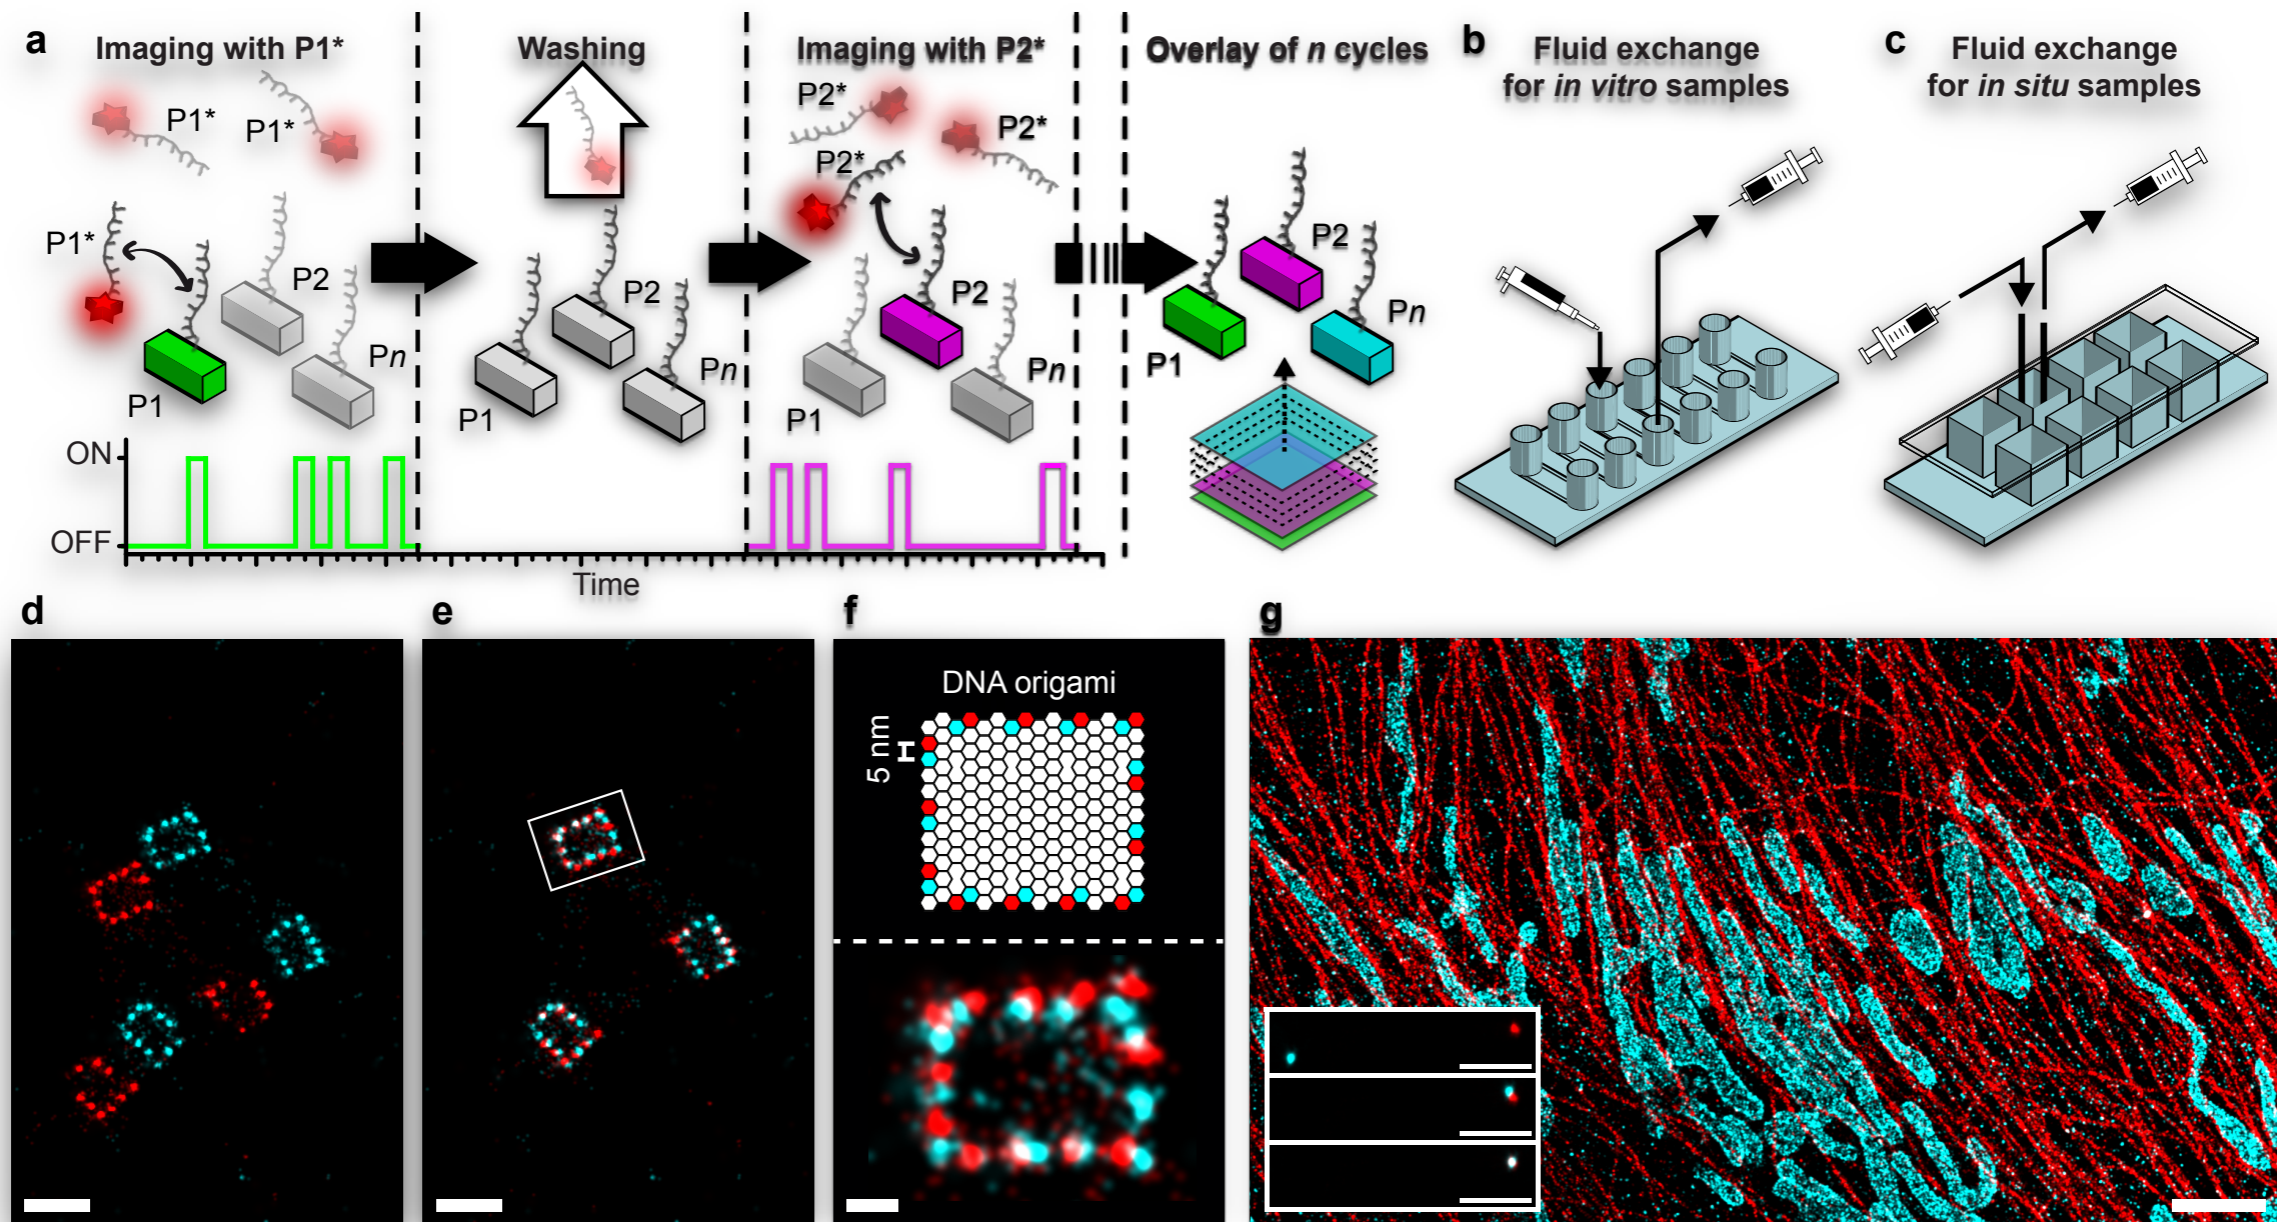 a
Imaging with P1*
Washing
Imaging with P2*
Overlay of n cycles
b
Fluid exchange
for in vitro samples
c
Fluid exchange
for in situ samples
P1*
P1*
P1*
P2
Pn
P1
P2
Pn
P1
P2*
P2*
P2*
P2
Pn
P1
P2
Pn
P1
ON
OFF
Time
d
e
f
DNA origami
5 nm
g